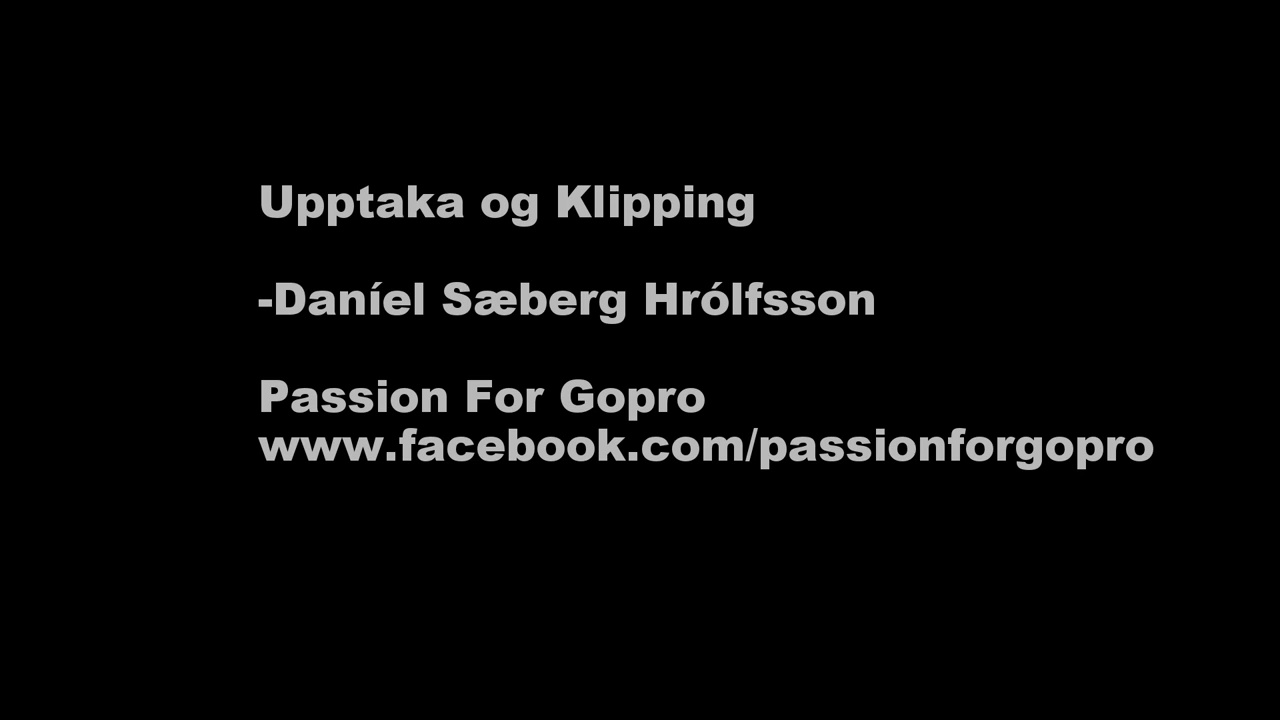 Upptaka og Klipping
-Daníel Sæberg Hrólfsson
Passion For Gopro
www.facebook.com/passionforgopro